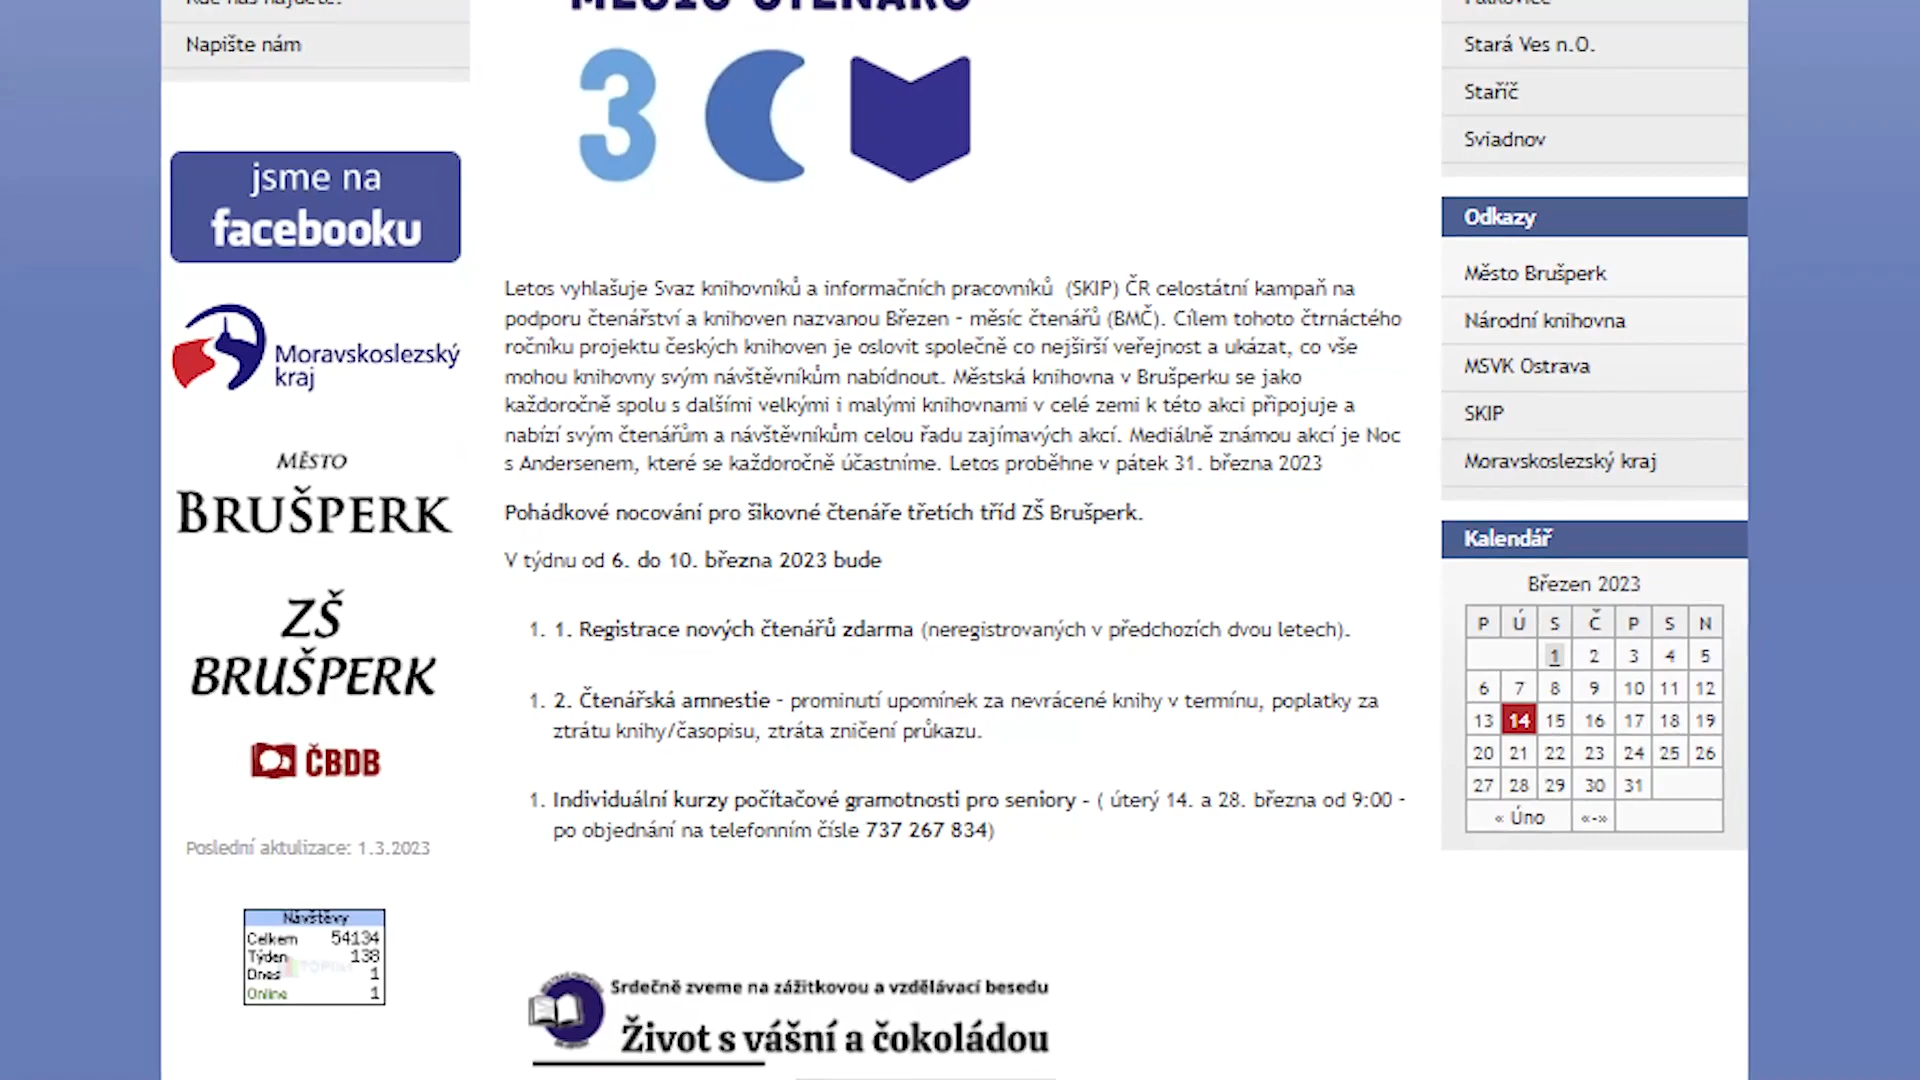 Napište nám
jsme na
facebooku
Moravskoslezský
kraj
MĚSTO
BRUŠPERK
ZŠ
BRUŠPERK
ČBDB
Poslední aktulizace: 1.3.2023
Návštěvy
Celkem 54134
Týden 138
Dnes 1
Online 1
MĚSÍC ČTENÁŘŮ
3
Letos vyhlašuje Svaz knihovníků a informačních pracovníků (SKIP) ČR celostátní kampaň na
podporu čtenářství a knihoven nazvanou Březen - měsíc čtenářů (BMČ). Cílem tohoto čtrnáctého
ročníku projektu českých knihoven je oslovit společně co nejširší veřejnost a ukázat, co vše
mohou knihovny svým návštěvníkům nabídnout. Městská knihovna v Brušperku se jako
každoročně spolu s dalšími velkými i malými knihovnami v celé zemi k této akci připojuje a
nabízí svým čtenářům a návštěvníkům celou řadu zajímavých akcí. Mediálně známou akcí je Noc
s Andersenem, které se každoročně účastníme. Letos proběhne v pátek 31. března 2023
Pohádkové nocování pro šikovné čtenáře třetích tříd ZŠ Brušperk.
V týdnu od 6. do 10. března 2023 bude
1. 1. Registrace nových čtenářů zdarma (neregistrovaných v předchozích dvou letech).
1. 2. Čtenářská amnestie - prominutí upomínek za nevrácené knihy v termínu, poplatky za
ztrátu knihy/časopisu, ztráta zničení průkazu.
1. Individuální kurzy počítačové gramotnosti pro seniory - ( úterý 14. a 28. března od 9:00 -
po objednání na telefonním čísle 737 267 834)
Srdečně zveme na zážitkovou a vzdělávací besedu
Život s vášní a čokoládou
Stará Ves n.O.
Staříč
Sviadnov
Odkazy
Město Brušperk
Národní knihovna
MSVK Ostrava
SKIP
Moravskoslezský kraj
Kalendář
Březen 2023
P Ú S Č P S N
1 2 3 4 5
6 7 8 9 10 11 12
13 14 15 16 17 18 19
20 21 22 23 24 25 26
27 28 29 30 31
« Úno «-»